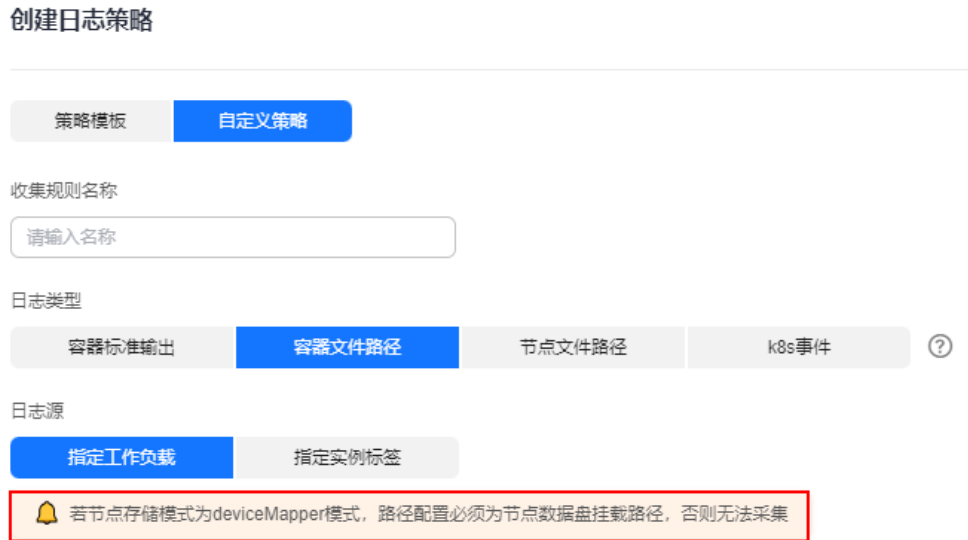 创建日志策略
策略模板 自定义策略
收集规则名称
请输入名称
日志类型
容器标准输出 容器文件路径 节点文件路径 k8s事件 ?
日志源
指定工作负载 指定实例标签
若节点存储模式为deviceMapper模式，路径配置必须为节点数据盘挂载路径，否则无法采集